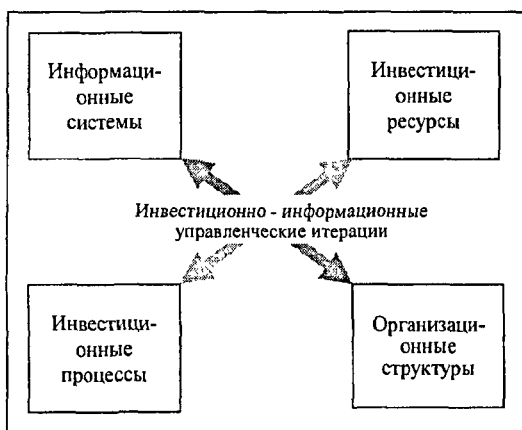 Информаци-
онные
системы
Инвестици-
онные
ресурсы
Инвестиционно - информационные
управленческие итерации
Инвестици-
онные
процессы
Организаци-
онные
структуры